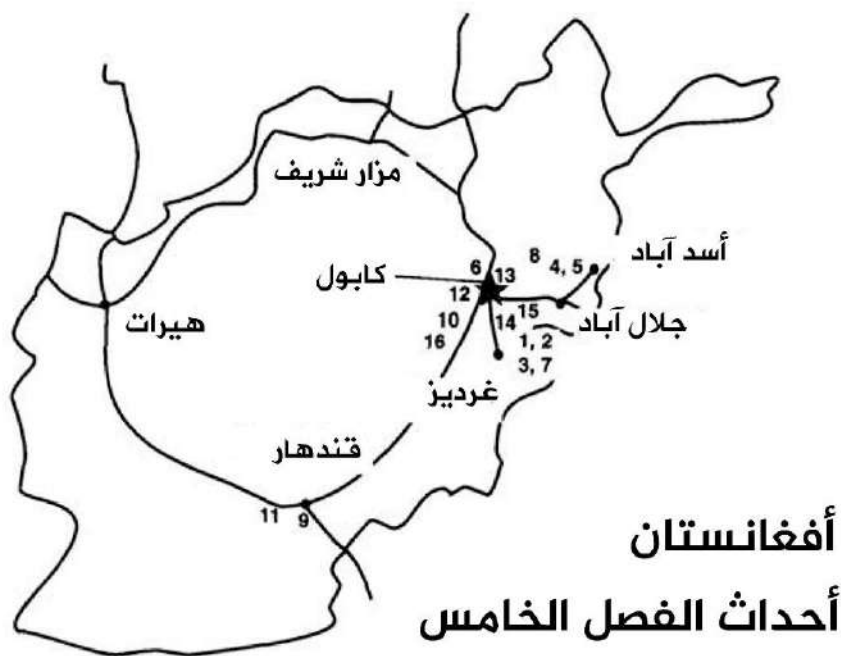 مزار شريف
أسد آباد
8
4, 5
6
13
كابول
12
15
جلال آباد
هيرات
10
14
1, 2
16
3, 7
غرديز
قندهار
11
9
أفغانستان
أحداث الفصل الخامس